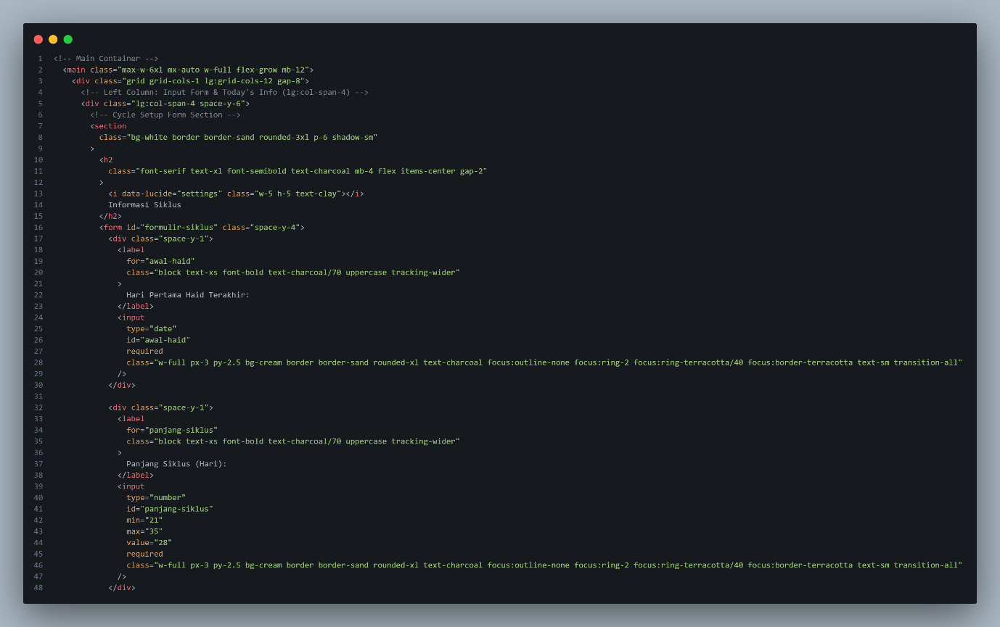 1 <!-- Main Container -->
2 <main class="max-w-6xl mx-auto w-full flex-grow mb-12">
3 <div class="grid grid-cols-1 lg:grid-cols-12 gap-8">
4 <!-- Left Column: Input Form & Today's Info (lg:col-span-4) -->
5 <div class="lg:col-span-4 space-y-6">
6 <!-- Cycle Setup Form Section -->
7 <section
8 class="bg-white border border-sand rounded-3xl p-6 shadow-sm"
9 >
10 <h2
11 class="font-serif text-xl font-semibold text-charcoal mb-4 flex items-center gap-2"
12 >
13 <i data-lucide="settings" class="w-5 h-5 text-clay"></i>
14 Informasi Siklus
15 </h2>
16 <form id="formulir-siklus" class="space-y-4">
17 <div class="space-y-1">
18 <label
19 for="awal-haid"
20 class="block text-xs font-bold text-charcoal/70 uppercase tracking-wider"
21 >
22 Hari Pertama Haid Terakhir:
23 </label>
24 <input
25 type="date"
26 id="awal-haid"
27 required
28 class="w-full px-3 py-2.5 bg-cream border border-sand rounded-xl text-charcoal focus:outline-none focus:ring-2 focus:ring-terracotta/40 focus:border-terracotta text-sm transition-all"
29 />
30 </div>
31
32 <div class="space-y-1">
33 <label
34 for="panjang-siklus"
35 class="block text-xs font-bold text-charcoal/70 uppercase tracking-wider"
36 >
37 Panjang Siklus (Hari):
38 </label>
39 <input
40 type="number"
41 id="panjang-siklus"
42 min="21"
43 max="35"
44 value="28"
45 required
46 class="w-full px-3 py-2.5 bg-cream border border-sand rounded-xl text-charcoal focus:outline-none focus:ring-2 focus:ring-terracotta/40 focus:border-terracotta text-sm transition-all"
47 />
48 </div>